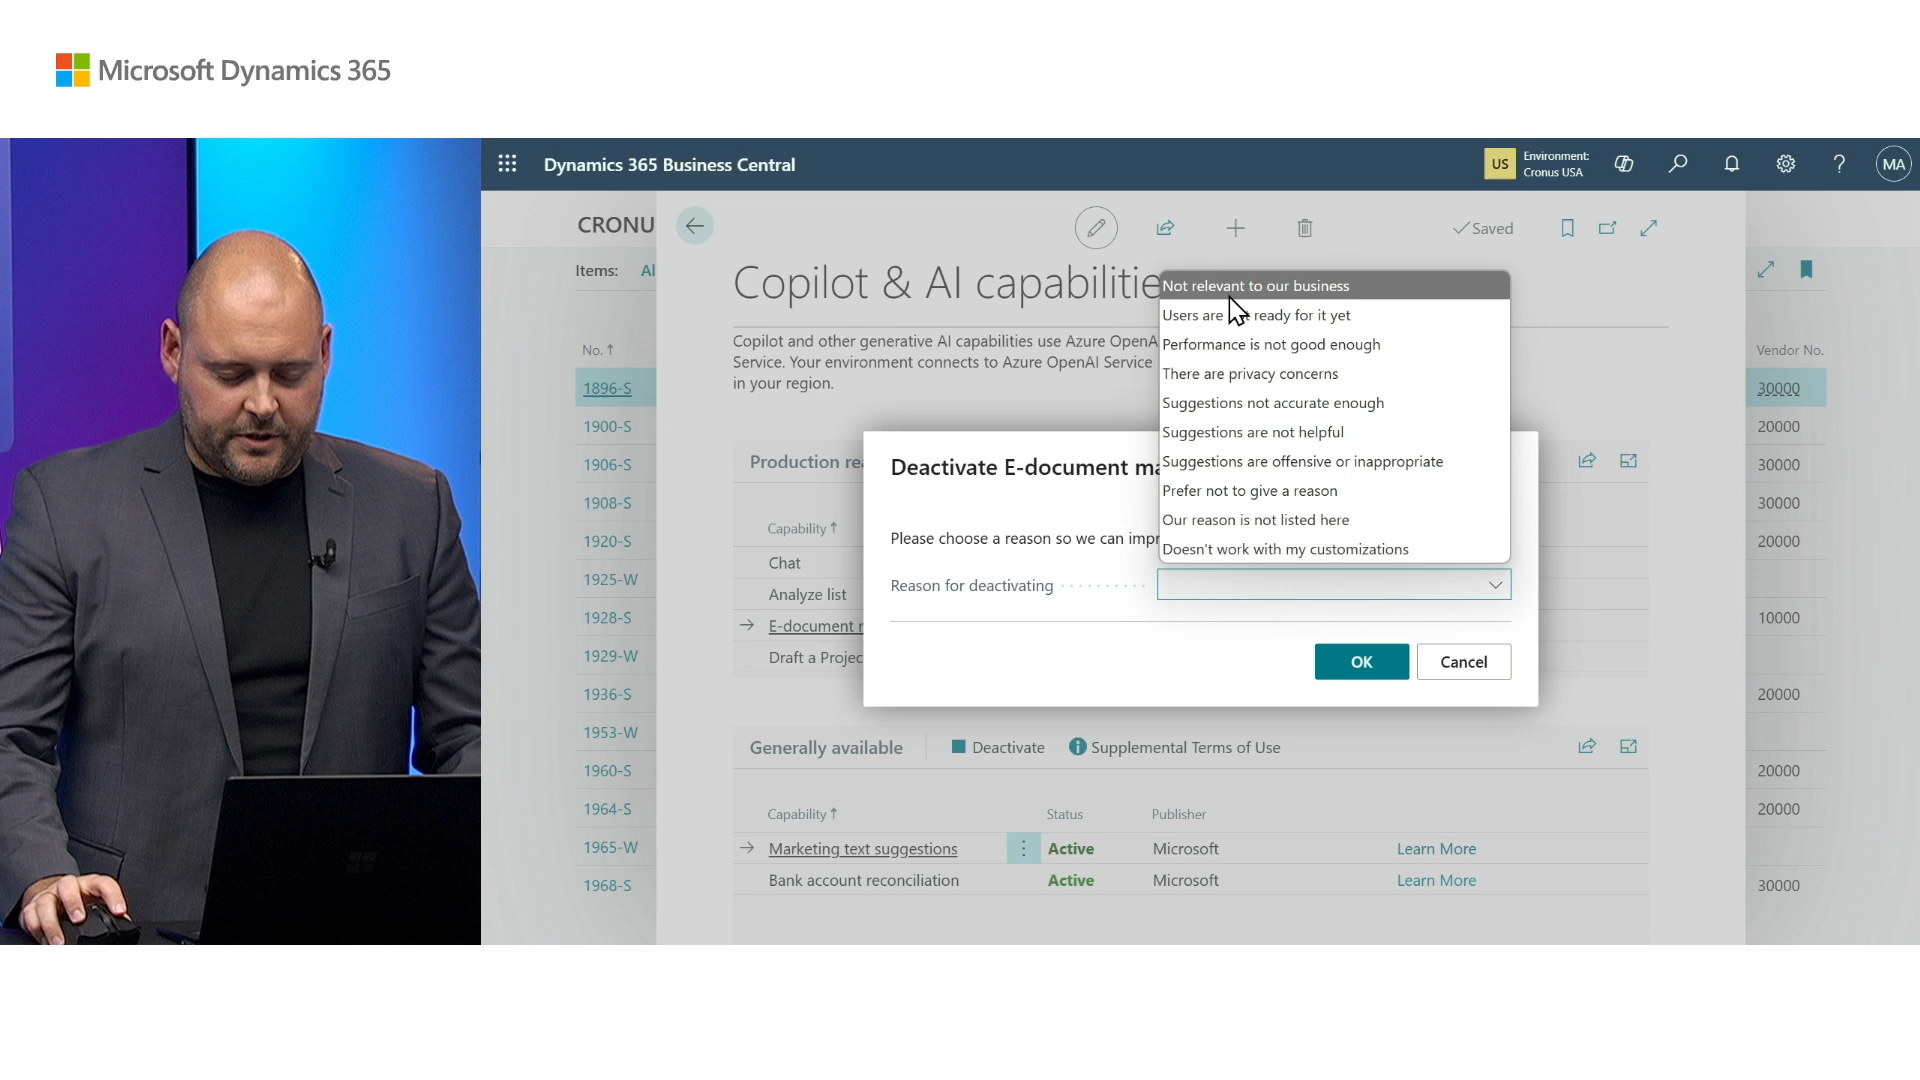 Microsoft Dynamics 365
Dynamics 365 Business Central
US
Environment:
Cronus USA
?
MA
CRONU
Saved
Items: Al
Copilot & AI capabilitie
Copilot and other generative AI capabilities use Azure OpenA
Service. Your environment connects to Azure OpenAI Service
in your region.
Not relevant to our business
Users are ready for it yet
Performance is not good enough
There are privacy concerns
Suggestions not accurate enough
Suggestions are not helpful
Suggestions are offensive or inappropriate
Prefer not to give a reason
Our reason is not listed here
Doesn't work with my customizations
No. ↑
1896-S
1900-S
1906-S
1908-S
1920-S
1925-W
1928-S
1929-W
1936-S
1953-W
1960-S
1964-S
1965-W
1968-S
Production re
Capability ↑
Chat
Analyze list
E-document r
Draft a Projec
Deactivate E-document ma
Please choose a reason so we can impr
Reason for deactivating
OK
Cancel
Generally available
Deactivate
Supplemental Terms of Use
Capability ↑ Status Publisher
Marketing text suggestions Active Microsoft Learn More
Bank account reconciliation Active Microsoft Learn More
Vendor No.
30000
20000
30000
30000
20000
10000
20000
20000
20000
30000